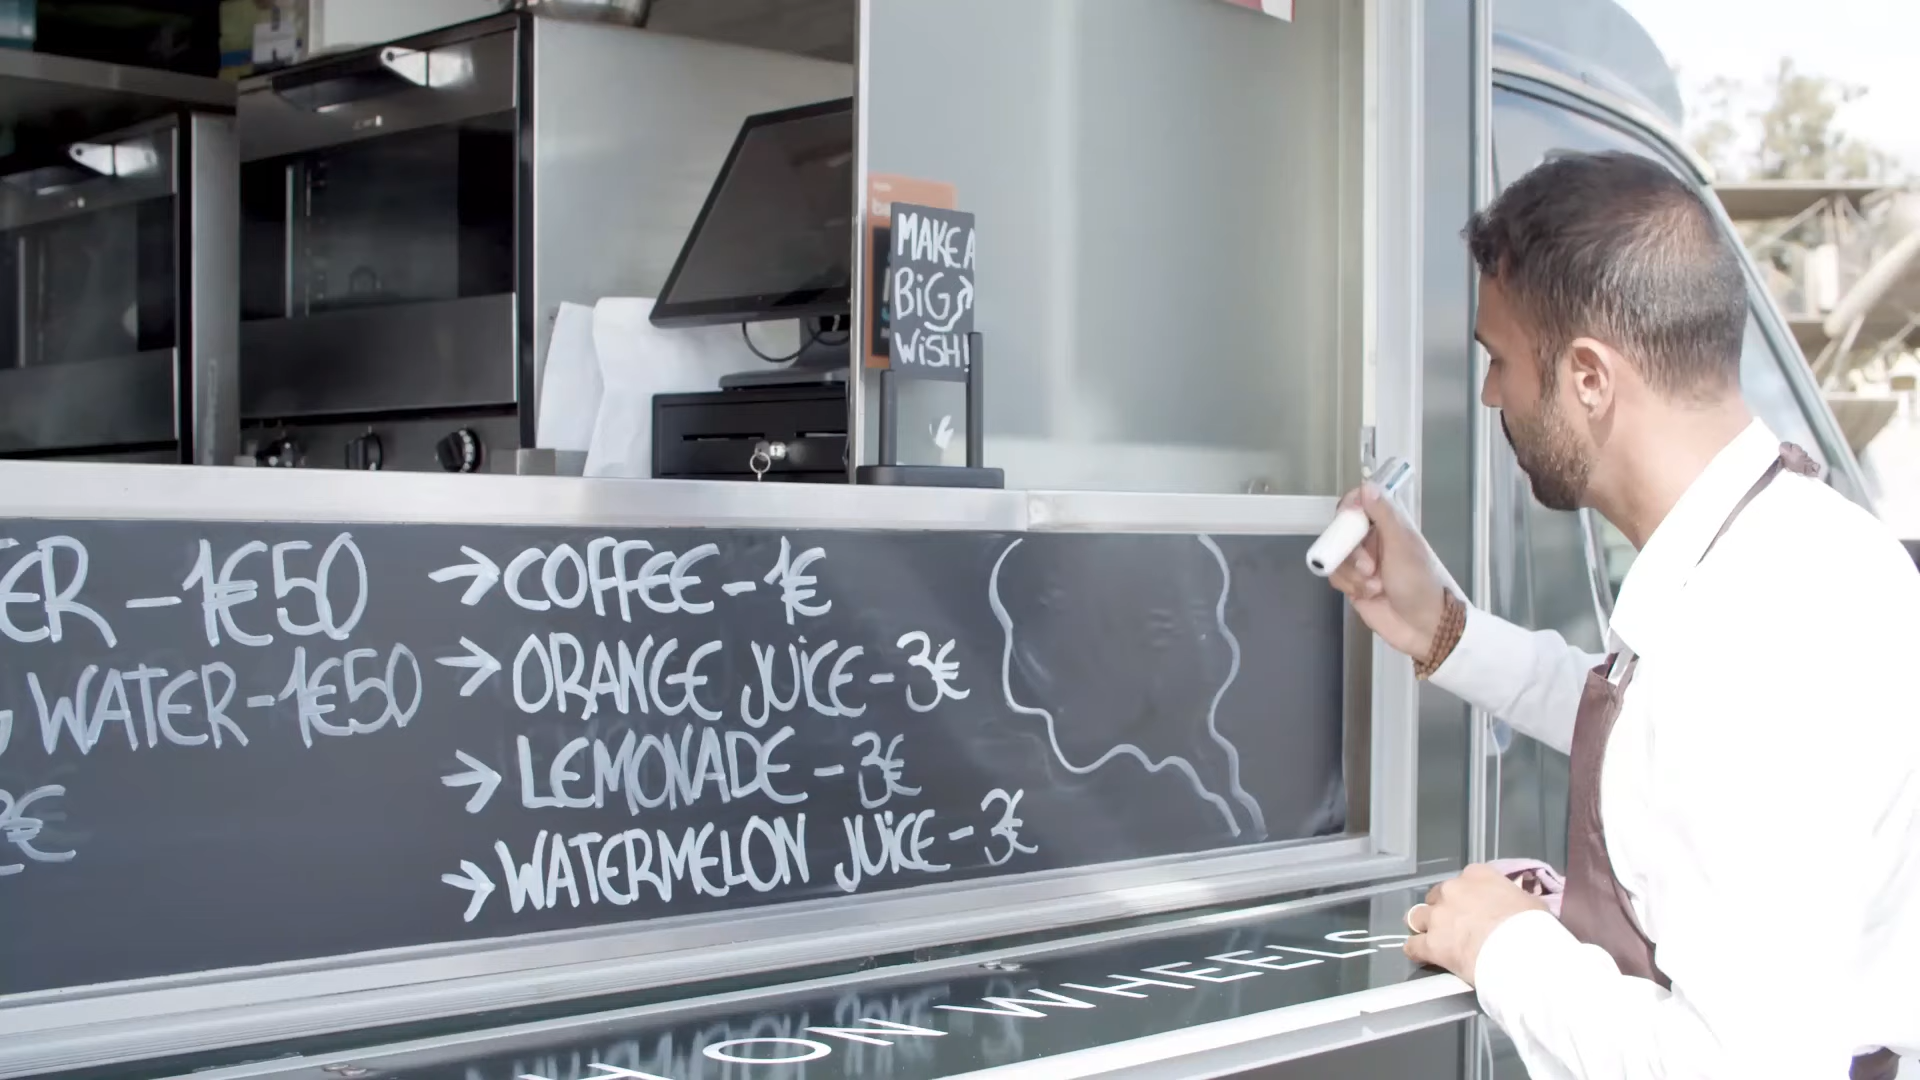 MAKE A
BiG
WiSH!
ER - 1€50
WATER - 1€50
2€
→ COFFEE - 1€
→ ORANGE JUiCE - 3€
→ LEMONADE - 3€
→ WATERMELON JUiCE - 3€
H ON WHEELS